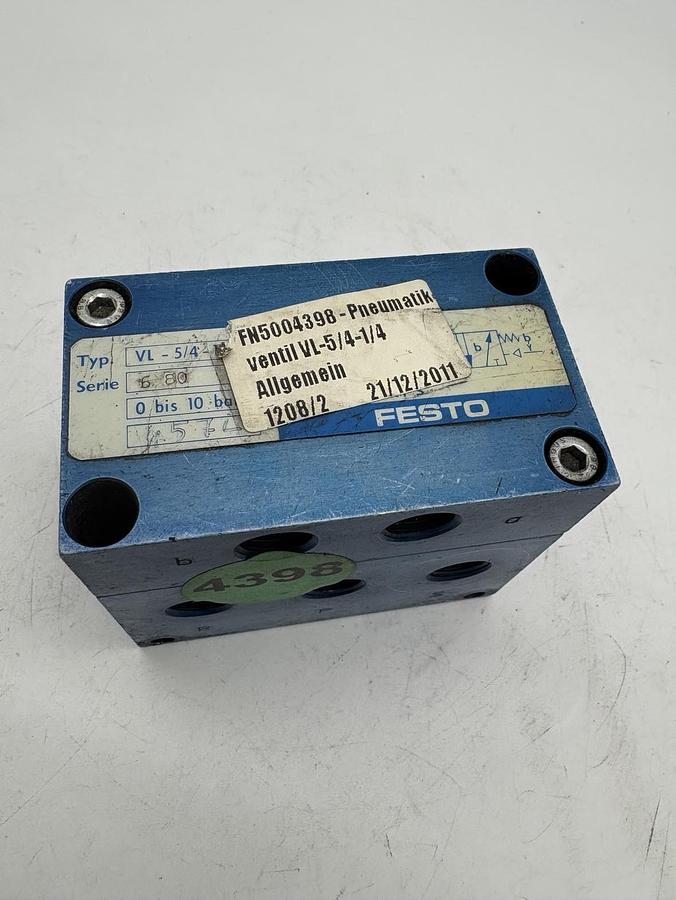 FN5004398-Pneumatik
ventil VL-5/4-1/4
Allgemein
1208/2 21/12/2011
Typ VL - 5/4
Serie 6 80
0 bis 10 ba
4574
b
FESTO
b a
4398
R P S